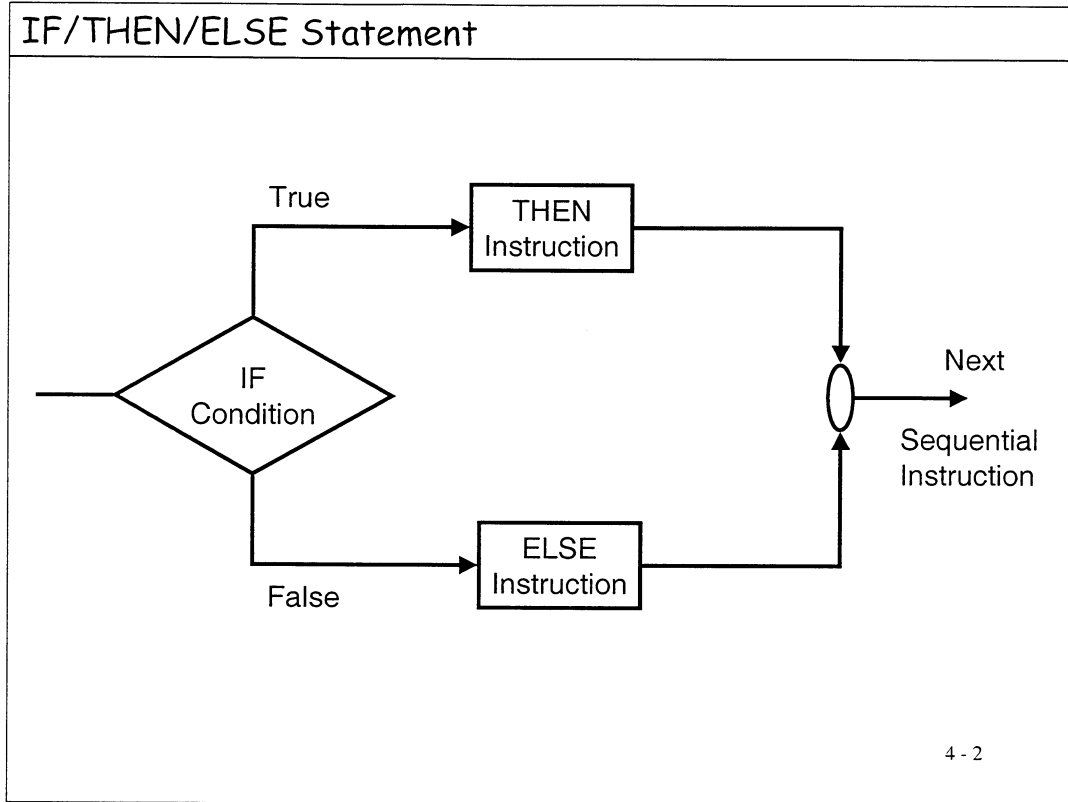 IF/THEN/ELSE Statement
True
THEN
Instruction
IF
Condition
Next
Sequential
Instruction
ELSE
Instruction
False
4 - 2